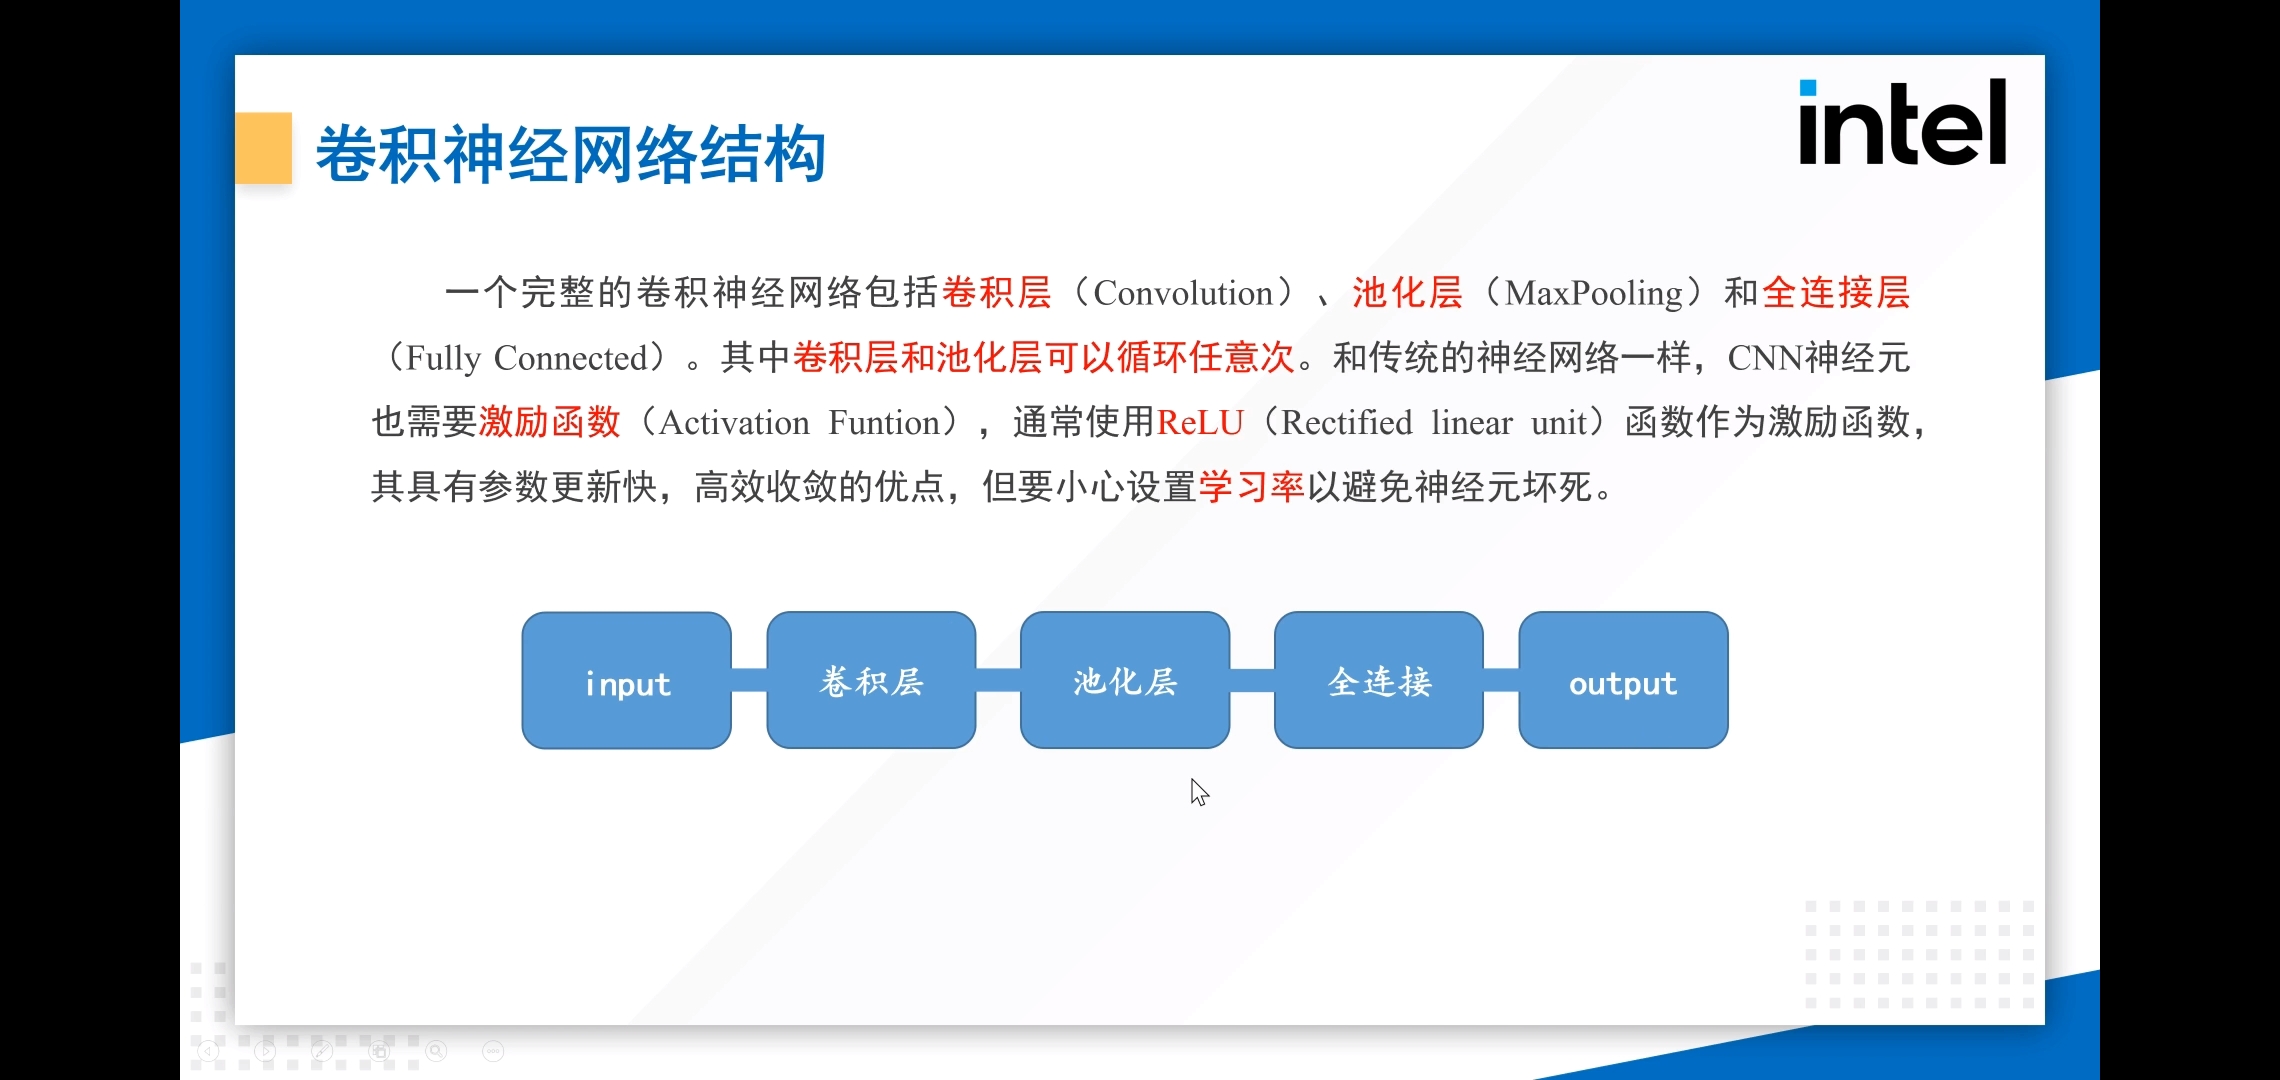 intel
卷积神经网络结构
一个完整的卷积神经网络包括卷积层（Convolution）、池化层（MaxPooling）和全连接层
（Fully Connected）。其中卷积层和池化层可以循环任意次。和传统的神经网络一样，CNN神经元
也需要激励函数（Activation Funtion），通常使用ReLU（Rectified linear unit）函数作为激励函数，
其具有参数更新快，高效收敛的优点，但要小心设置学习率以避免神经元坏死。
input
卷积层
池化层
全连接
output